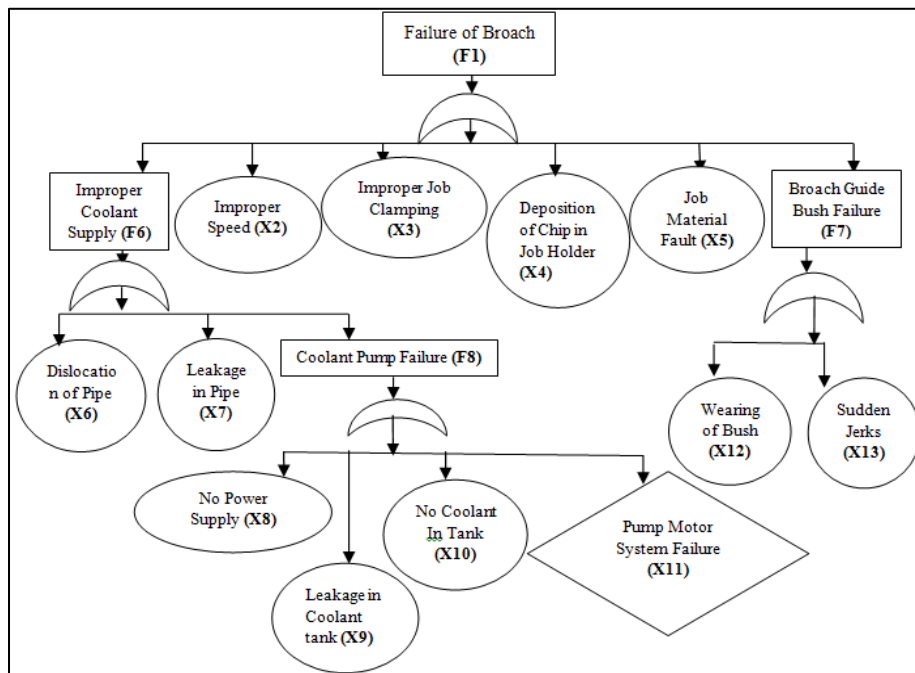 Failure of Broach
(F1)
Improper
Coolant
Supply (F6)
Improper
Speed (X2)
Improper Job
Clamping
(X3)
Deposition
of Chip in
Job Holder
(X4)
Job
Material
Fault (X5)
Broach Guide
Bush Failure
(F7)
Dislocatio
n of Pipe
(X6)
Leakage
in Pipe
(X7)
Coolant Pump Failure (F8)
Wearing
of Bush
(X12)
Sudden
Jerks
(X13)
No Power
Supply (X8)
No Coolant
In Tank
(X10)
Pump Motor
System Failure
(X11)
Leakage in
Coolant
tank (X9)